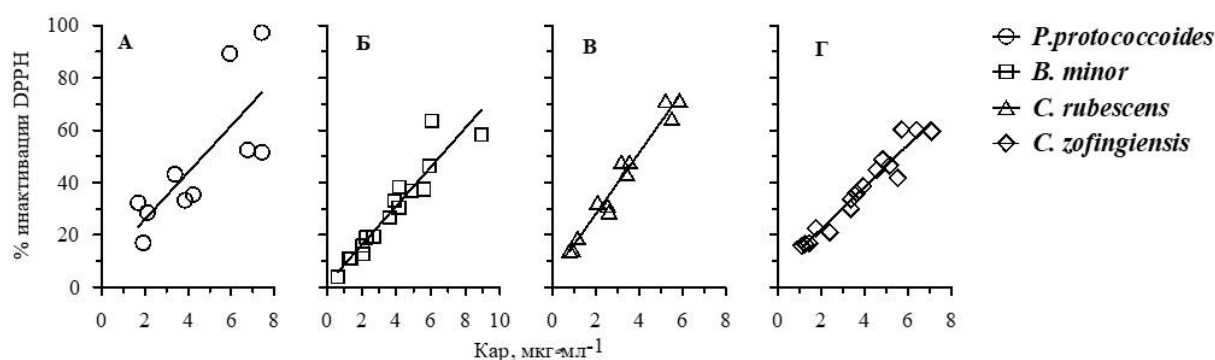 % инактивации DPPH
100
80
60
40
20
0
А
Б
В
Г
0 2 4 6 8
0 2 4 6 8 10
0 2 4 6 8
0 2 4 6 8
Кар, мкг*мл-1
P.protococcoides
B. minor
C. rubescens
C. zofingiensis